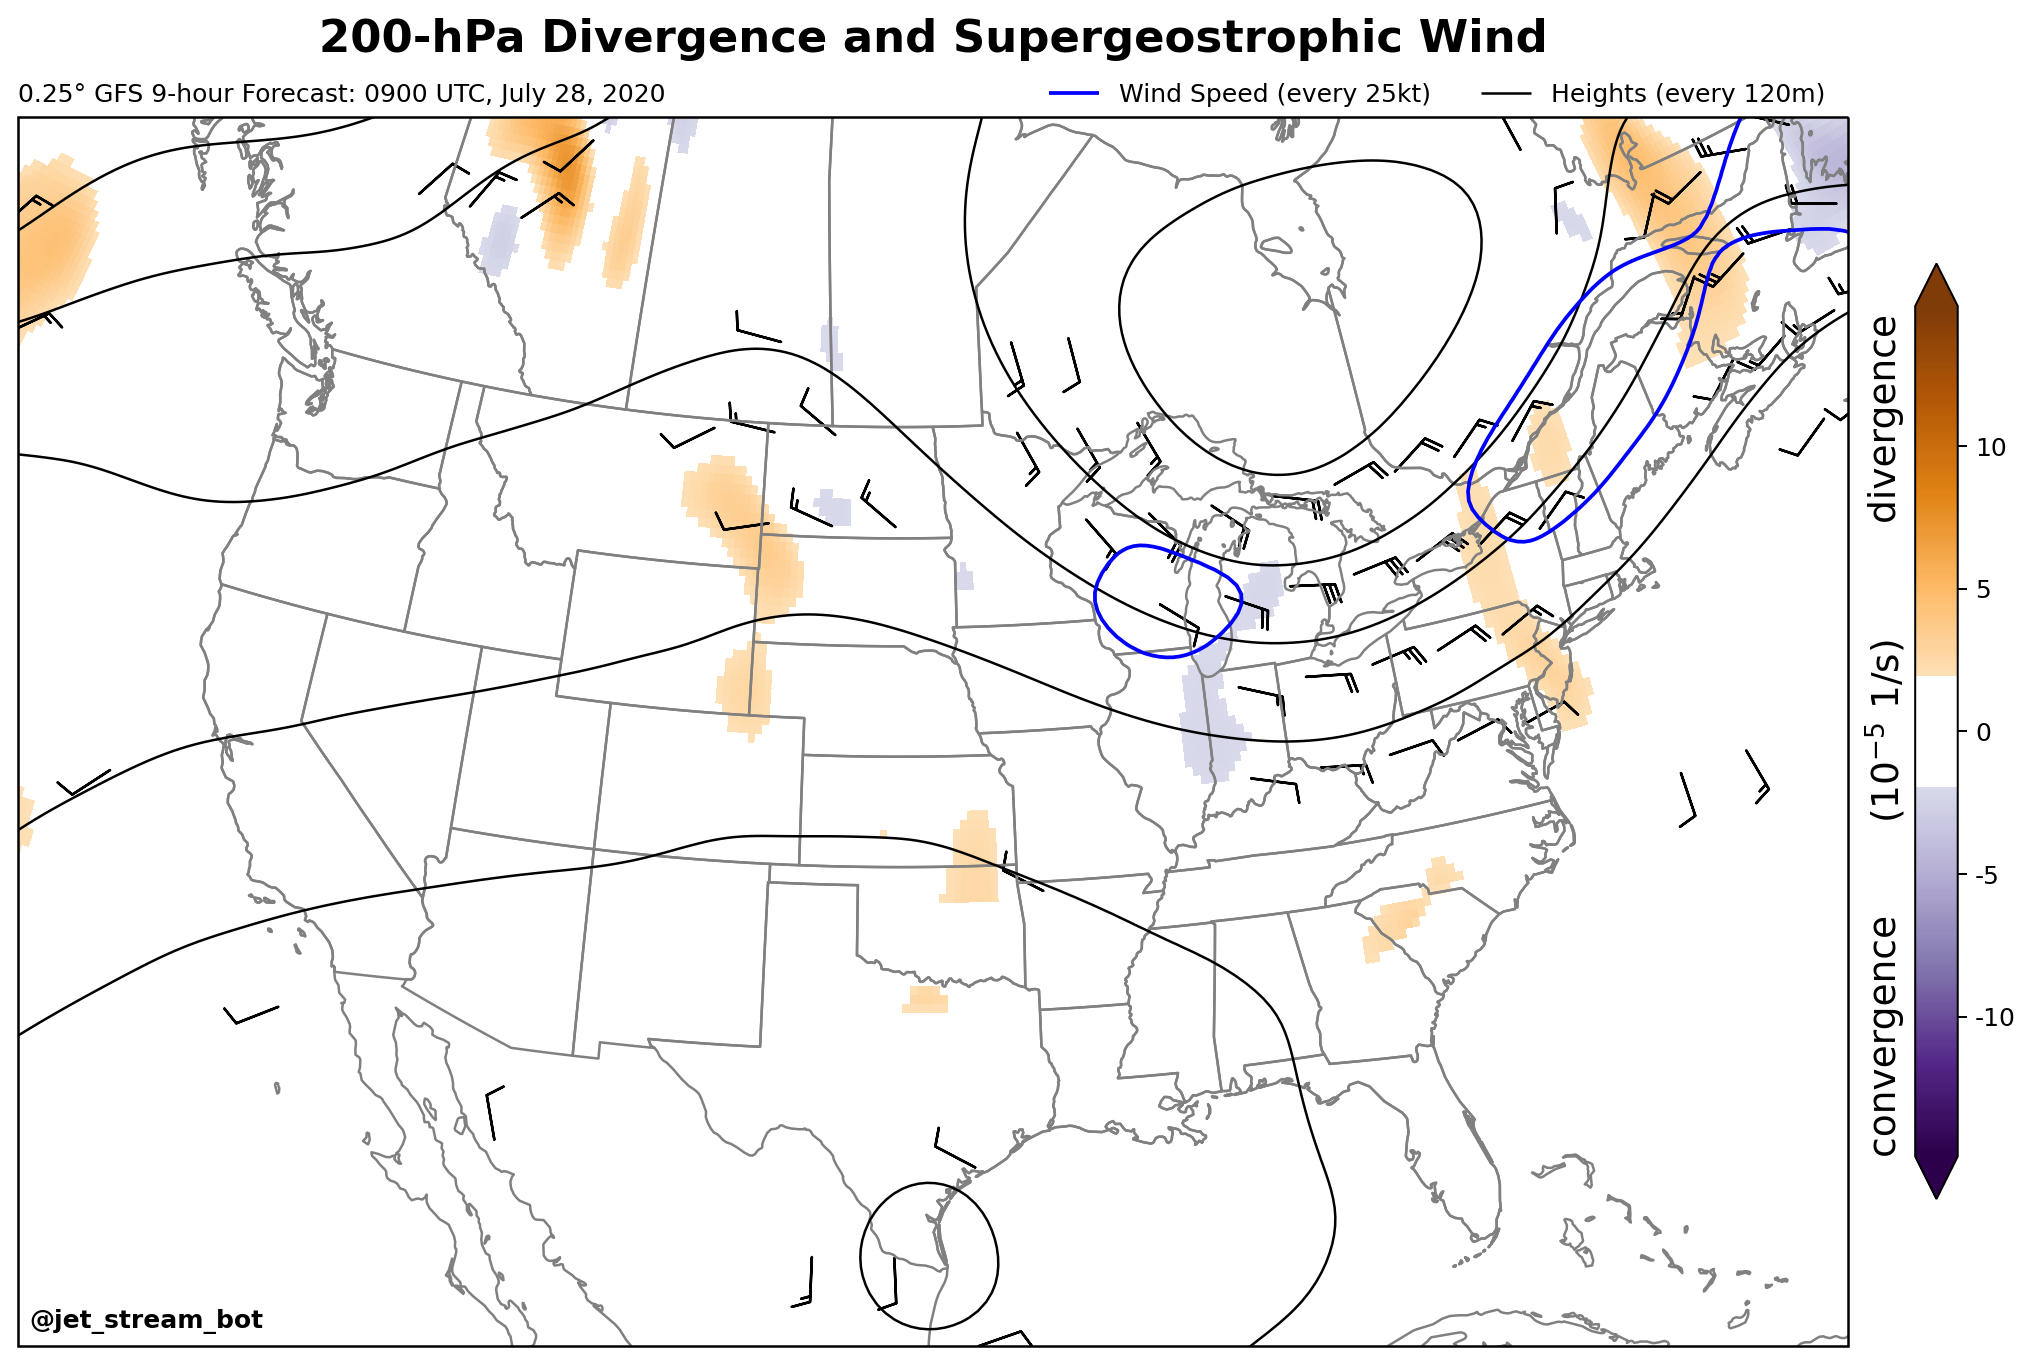 200-hPa Divergence and Supergeostrophic Wind
0.25° GFS 9-hour Forecast: 0900 UTC, July 28, 2020
Wind Speed (every 25kt)
Heights (every 120m)
divergence
10
5
(10⁻⁵ 1/s)
0
-5
convergence
-10
@jet_stream_bot